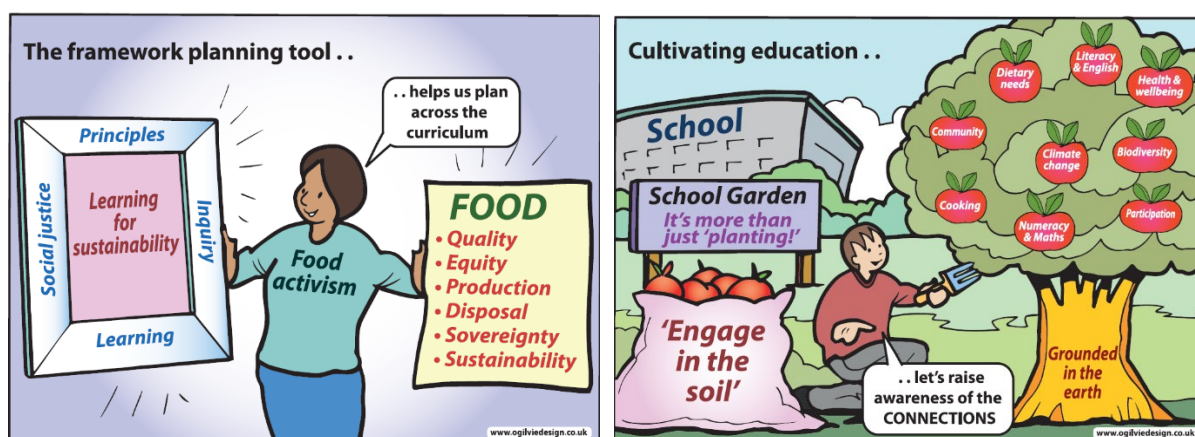 The framework planning tool . .
. . helps us plan
across the
curriculum
Principles
Social justice
Learning
for
sustainability
Inquiry
Learning
Food
activism
FOOD
• Quality
• Equity
• Production
• Disposal
• Sovereignty
• Sustainability
www.ogilviedesign.co.uk
Cultivating education . .
School
School Garden
It's more than
just 'planting!'
'Engage
in the
soil'
. . let's raise
awareness of the
CONNECTIONS
Dietary
needs
Literacy
& English
Health &
wellbeing
Community
Climate
change
Biodiversity
Cooking
Numeracy
& Maths
Participation
Grounded
in the
earth
www.ogilviedesign.co.uk